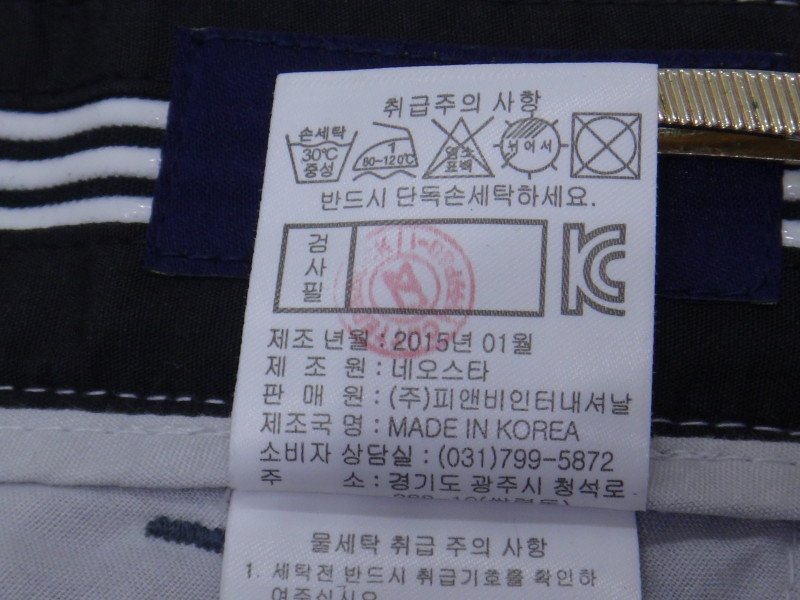 취급주의 사항
손세탁
30℃
중성
1
80~120℃
염소
표백
뉘어서
반드시 단독손세탁하세요.
검
사
필
KC
제조 년월 : 2015년 01월
제 조 원 : 네오스타
판 매 원 : (주)피앤비인터내셔날
제조국 명 : MADE IN KOREA
소비자 상담실 : (031)799-5872
주 소 : 경기도 광주시 청석로
물세탁 취급 주의 사항
1. 세탁전 반드시 취급기호를 확인하
여주십시오